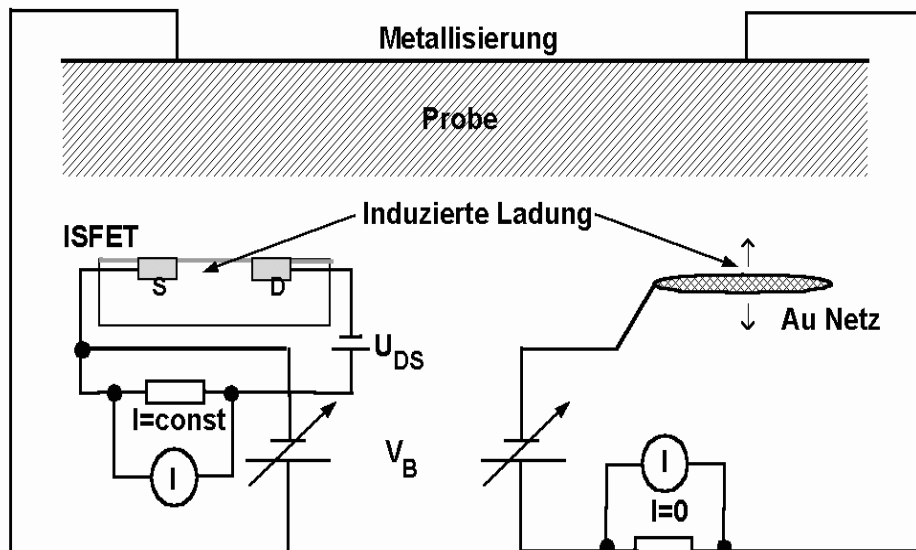 Metallisierung
Probe
Induzierte Ladung
ISFET
S
D
Au Netz
U_DS
I=const
V_B
I
I
I=0